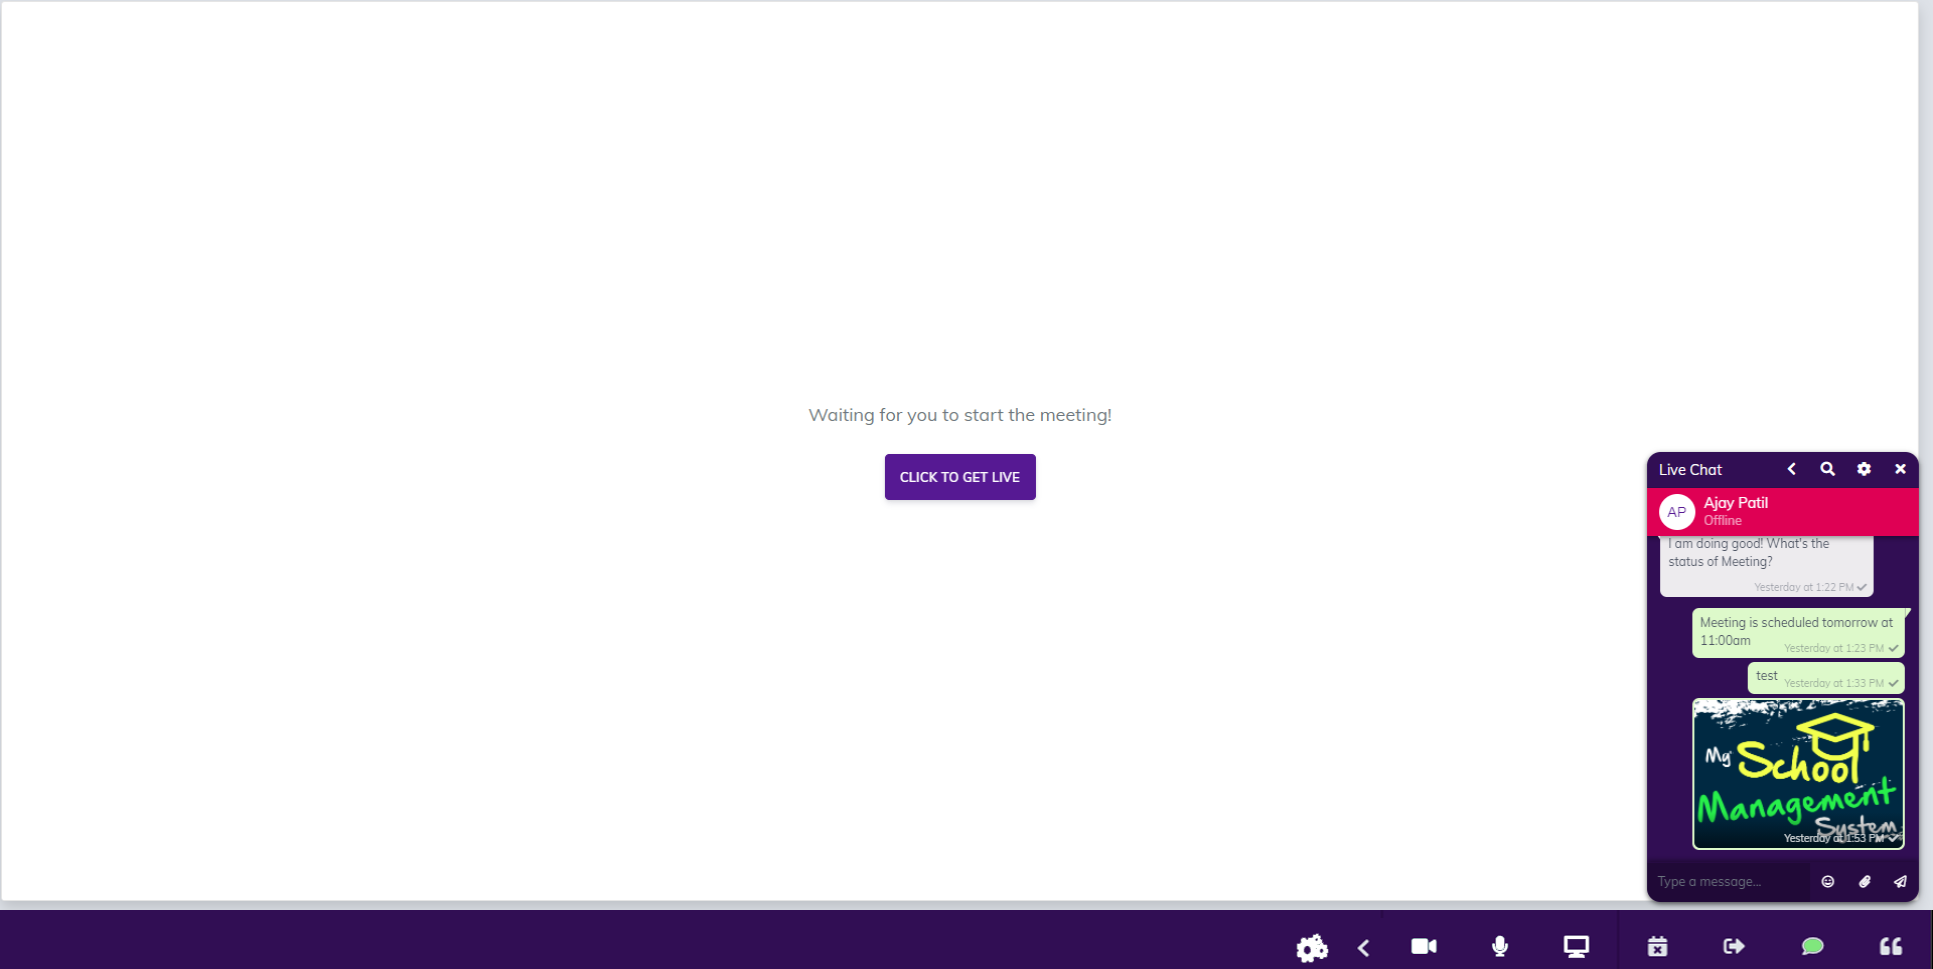 Waiting for you to start the meeting!
CLICK TO GET LIVE
Live Chat
AP
Ajay Patil
Offline
I am doing good! What's the
status of Meeting?
Yesterday at 1:22 PM
Meeting is scheduled tomorrow at
11:00am
Yesterday at 1:23 PM
test
Yesterday at 1:33 PM
My School
Management
System
Yesterday at 1:53 PM
Type a message...